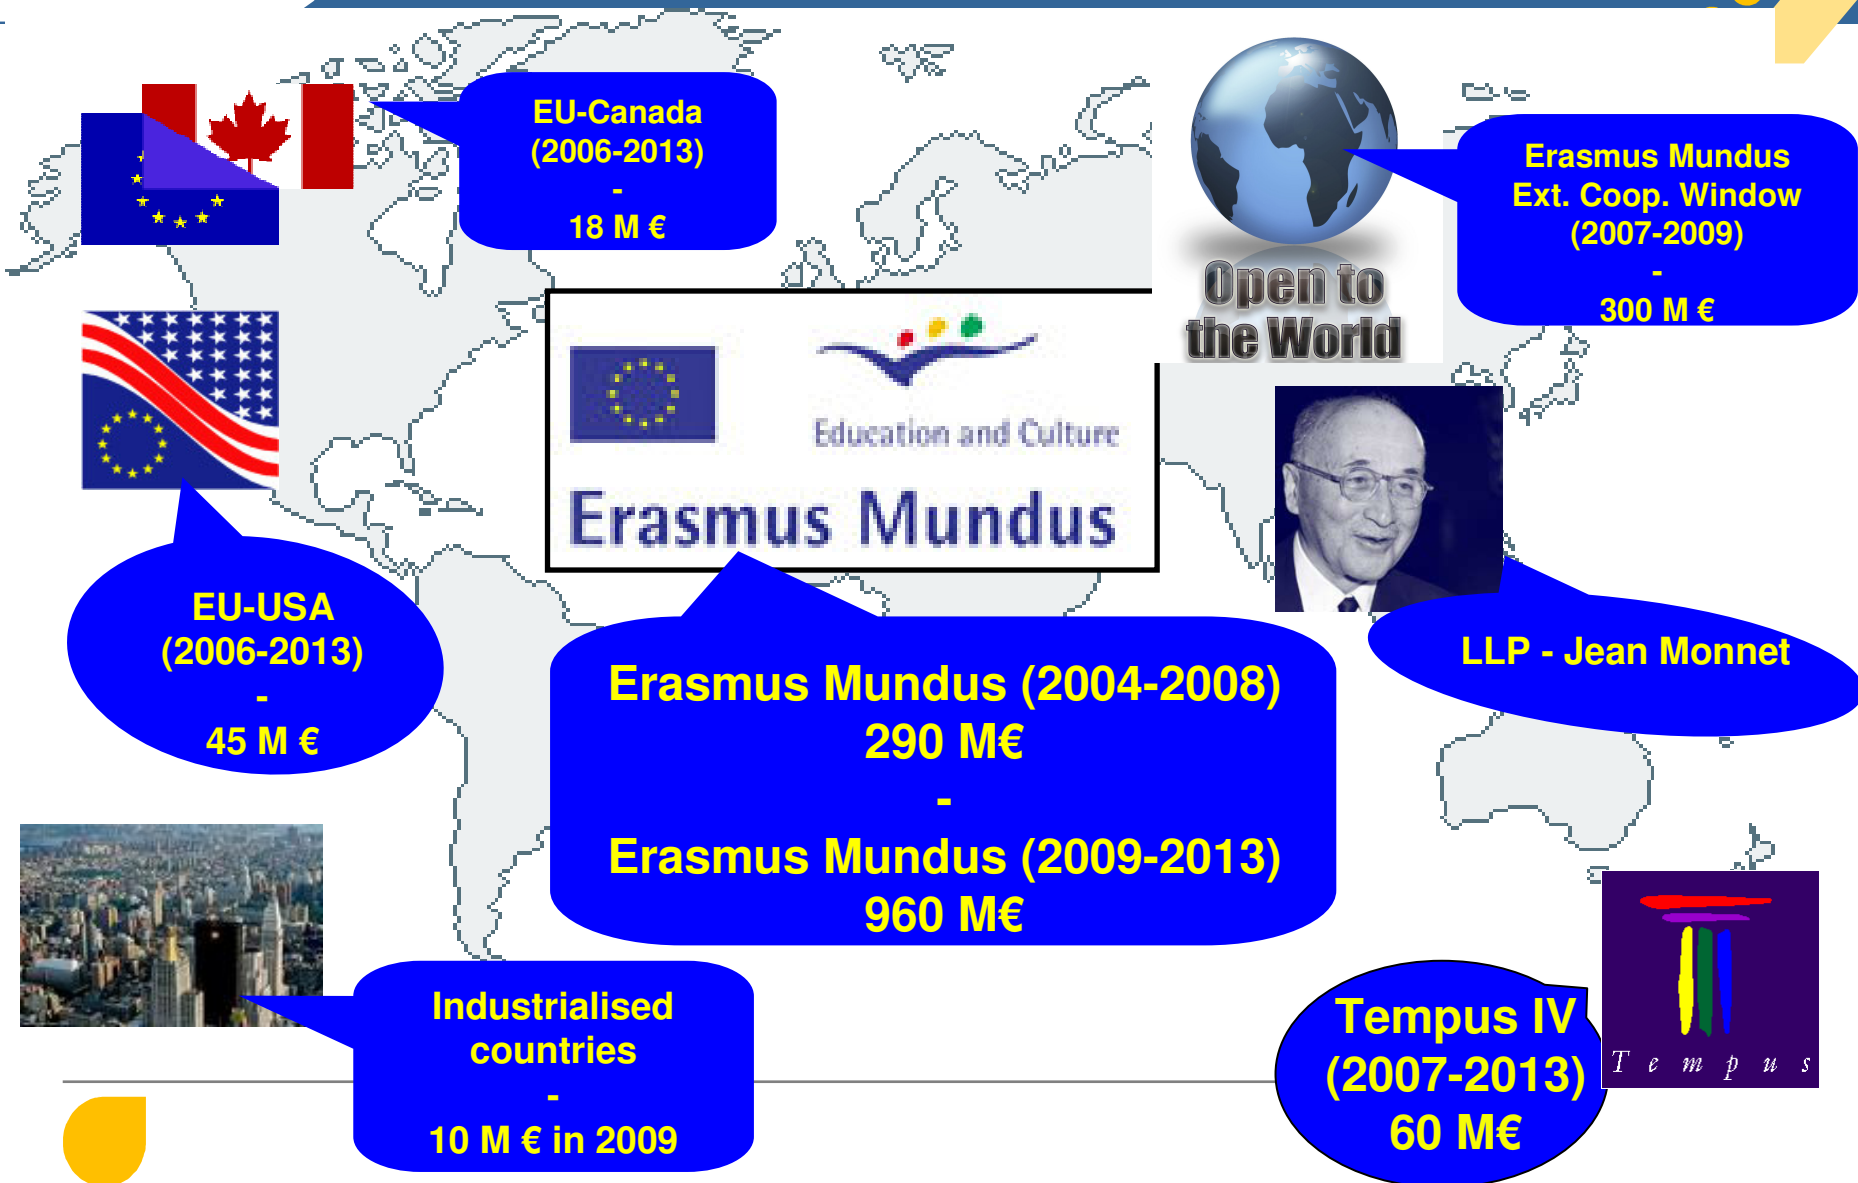 EU-Canada
(2006-2013)
-
18 M €
Open to
the World
Erasmus Mundus
Ext. Coop. Window
(2007-2009)
-
300 M €
Education and Culture
Erasmus Mundus
EU-USA
(2006-2013)
-
45 M €
LLP - Jean Monnet
Erasmus Mundus (2004-2008)
290 M€
-
Erasmus Mundus (2009-2013)
960 M€
Industrialised
countries
-
10 M € in 2009
Tempus IV
(2007-2013)
60 M€
Tempus